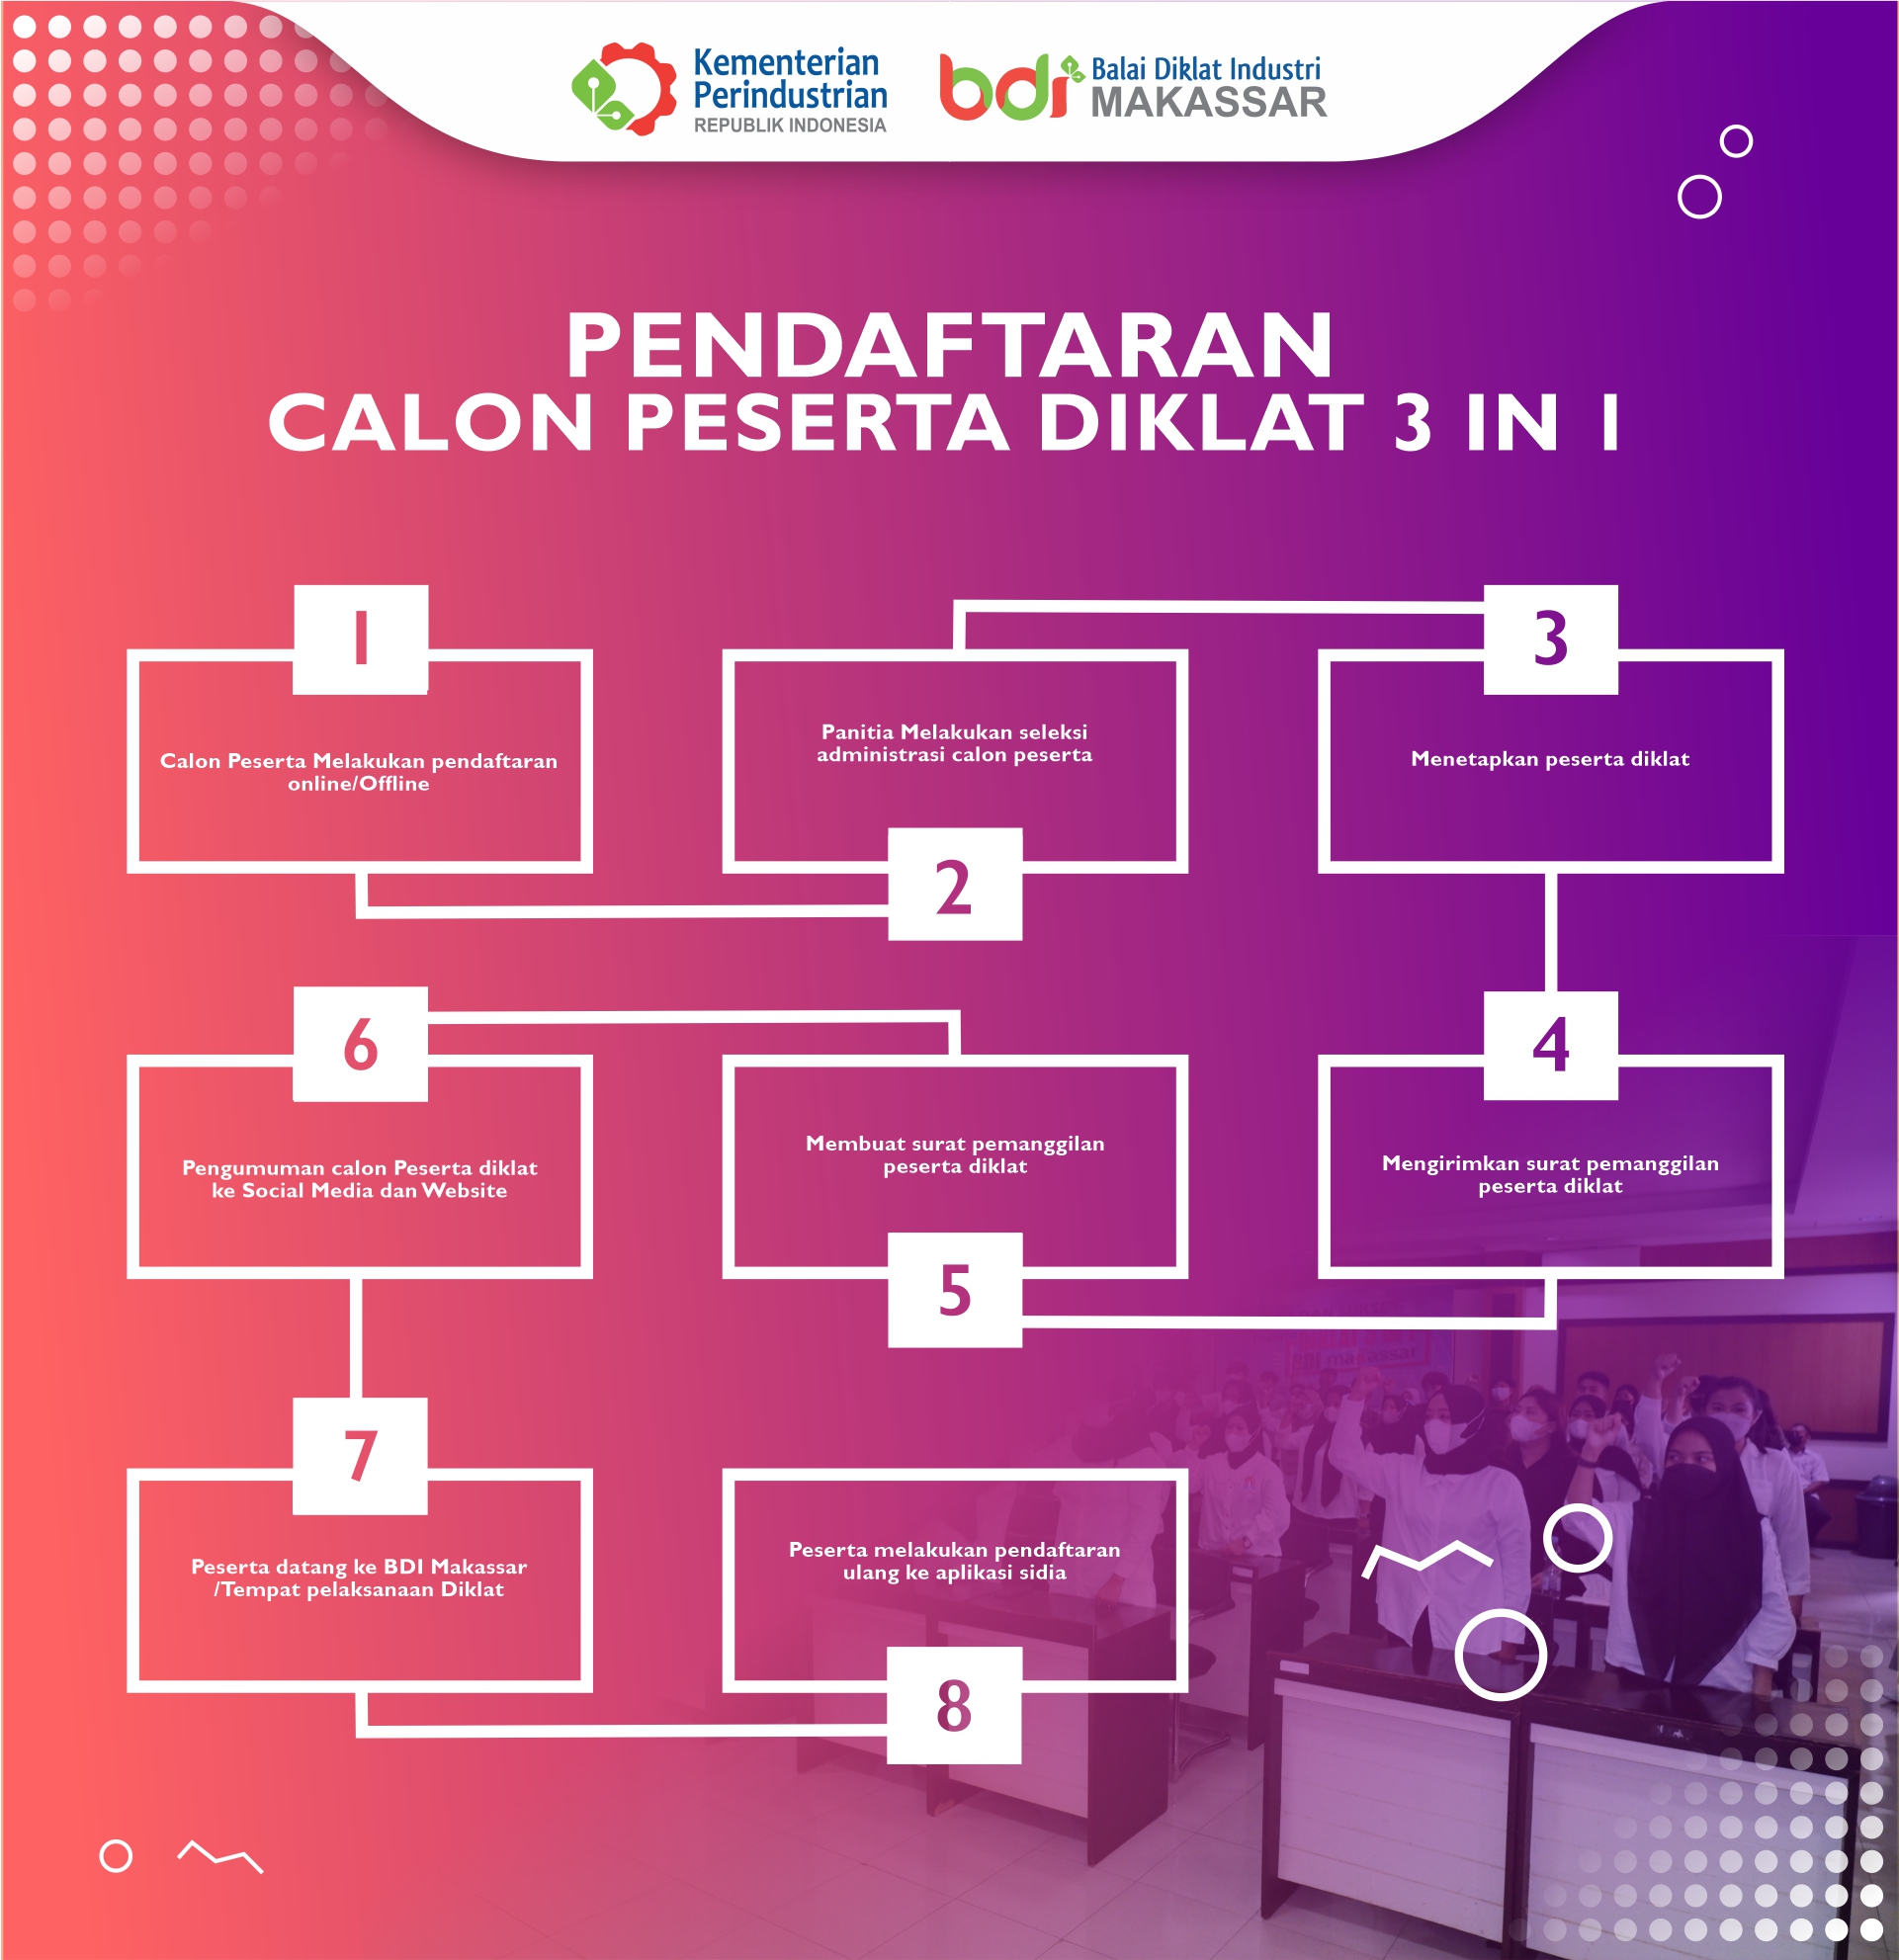 Kementerian
Perindustrian
REPUBLIK INDONESIA
bdi
Balai Diklat Industri
MAKASSAR
PENDAFTARAN
CALON PESERTA DIKLAT 3 IN 1
1
Calon Peserta Melakukan pendaftaran
online/Offline
Panitia Melakukan seleksi
administrasi calon peserta
2
3
Menetapkan peserta diklat
4
Mengirimkan surat pemanggilan
peserta diklat
Membuat surat pemanggilan
peserta diklat
5
6
Pengumuman calon Peserta diklat
ke Social Media dan Website
7
Peserta datang ke BDI Makassar
/Tempat pelaksanaan Diklat
Peserta melakukan pendaftaran
ulang ke aplikasi sidia
8
BDI makassar